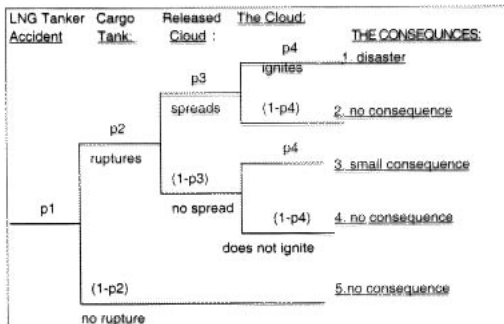 LNG Tanker Cargo Released The Cloud:
Accident Tank: Cloud : THE CONSEQUNCES:
p4
ignites 1. disaster
p3
spreads (1-p4) 2. no consequence
p2
ruptures p4 3. small consequence
(1-p3)
p1 no spread (1-p4) 4. no consequence
does not ignite
(1-p2) 5.no consequence
no rupture